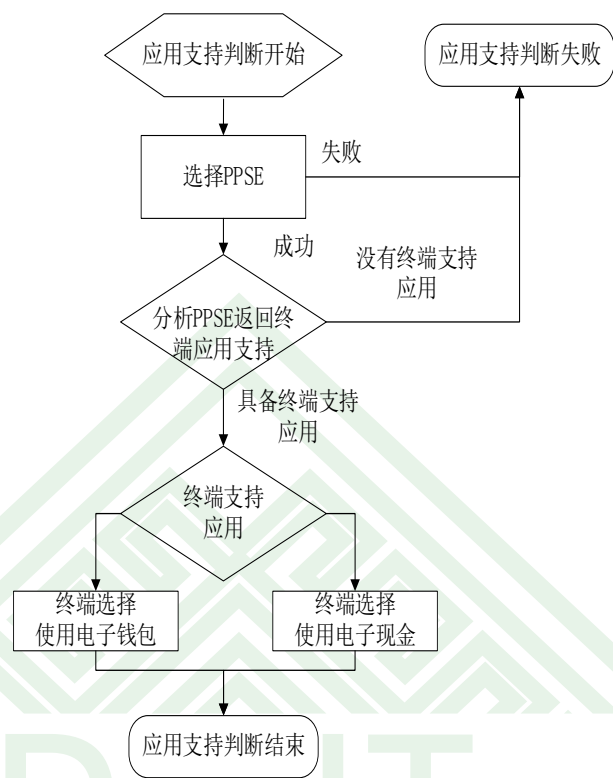 应用支持判断开始
应用支持判断失败
选择PPSE
失败
成功
没有终端支持
应用
分析PPSE返回终
端应用支持
具备终端支持
应用
终端支持
应用
终端选择
使用电子钱包
终端选择
使用电子现金
应用支持判断结束